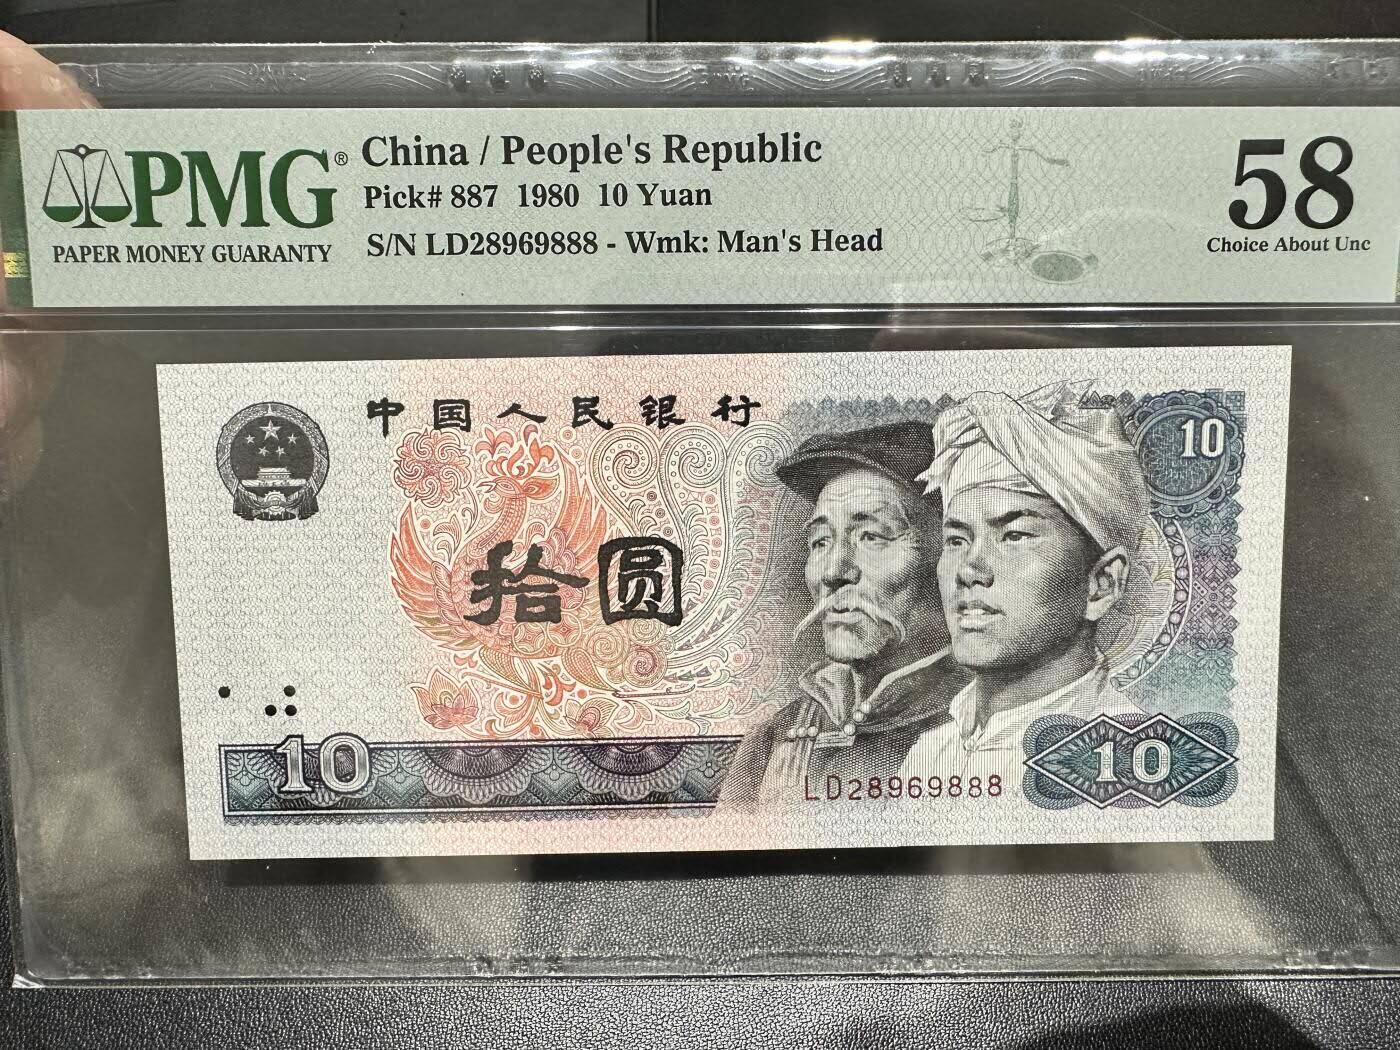 PMG® China / People's Republic
Pick# 887 1980 10 Yuan
58
PAPER MONEY GUARANTY
S/N LD28969888 - Wmk: Man's Head
Choice About Unc
中国人民银行
10
拾圆
10
LD28969888
10